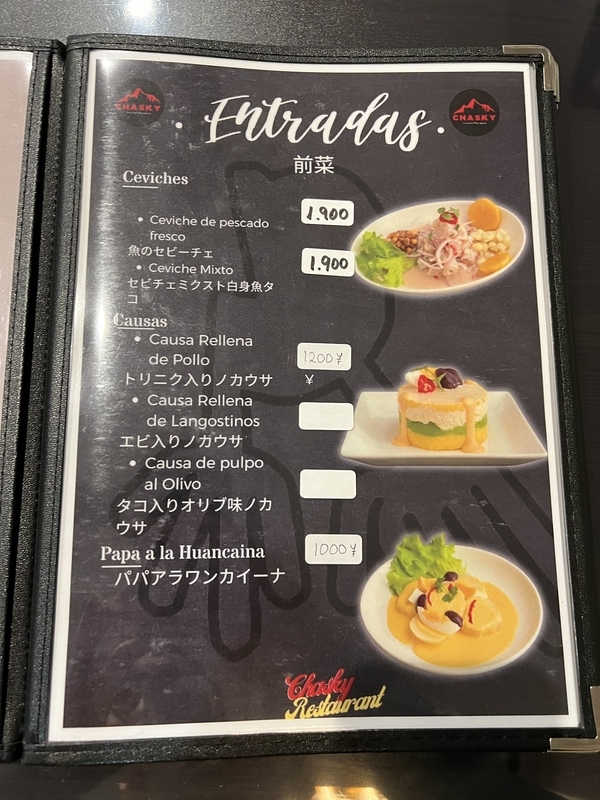 CHASKY
Entradas
CHASKY
前菜
Ceviches
• Ceviche de pescado
fresco
1.900
魚のセビーチェ
• Ceviche Mixto
1.900
セビチェミクスト白身魚タ
コ
Causas
• Causa Rellena
de Pollo
1200¥
トリニク入りノカウサ
¥
• Causa Rellena
de Langostinos
エビ入りノカウサ
• Causa de pulpo
al Olivo
タコ入りオリブ味ノカ
ウサ
Papa a la Huancaina
1000¥
パパアラワンカイーナ
Chasky
Restaurant